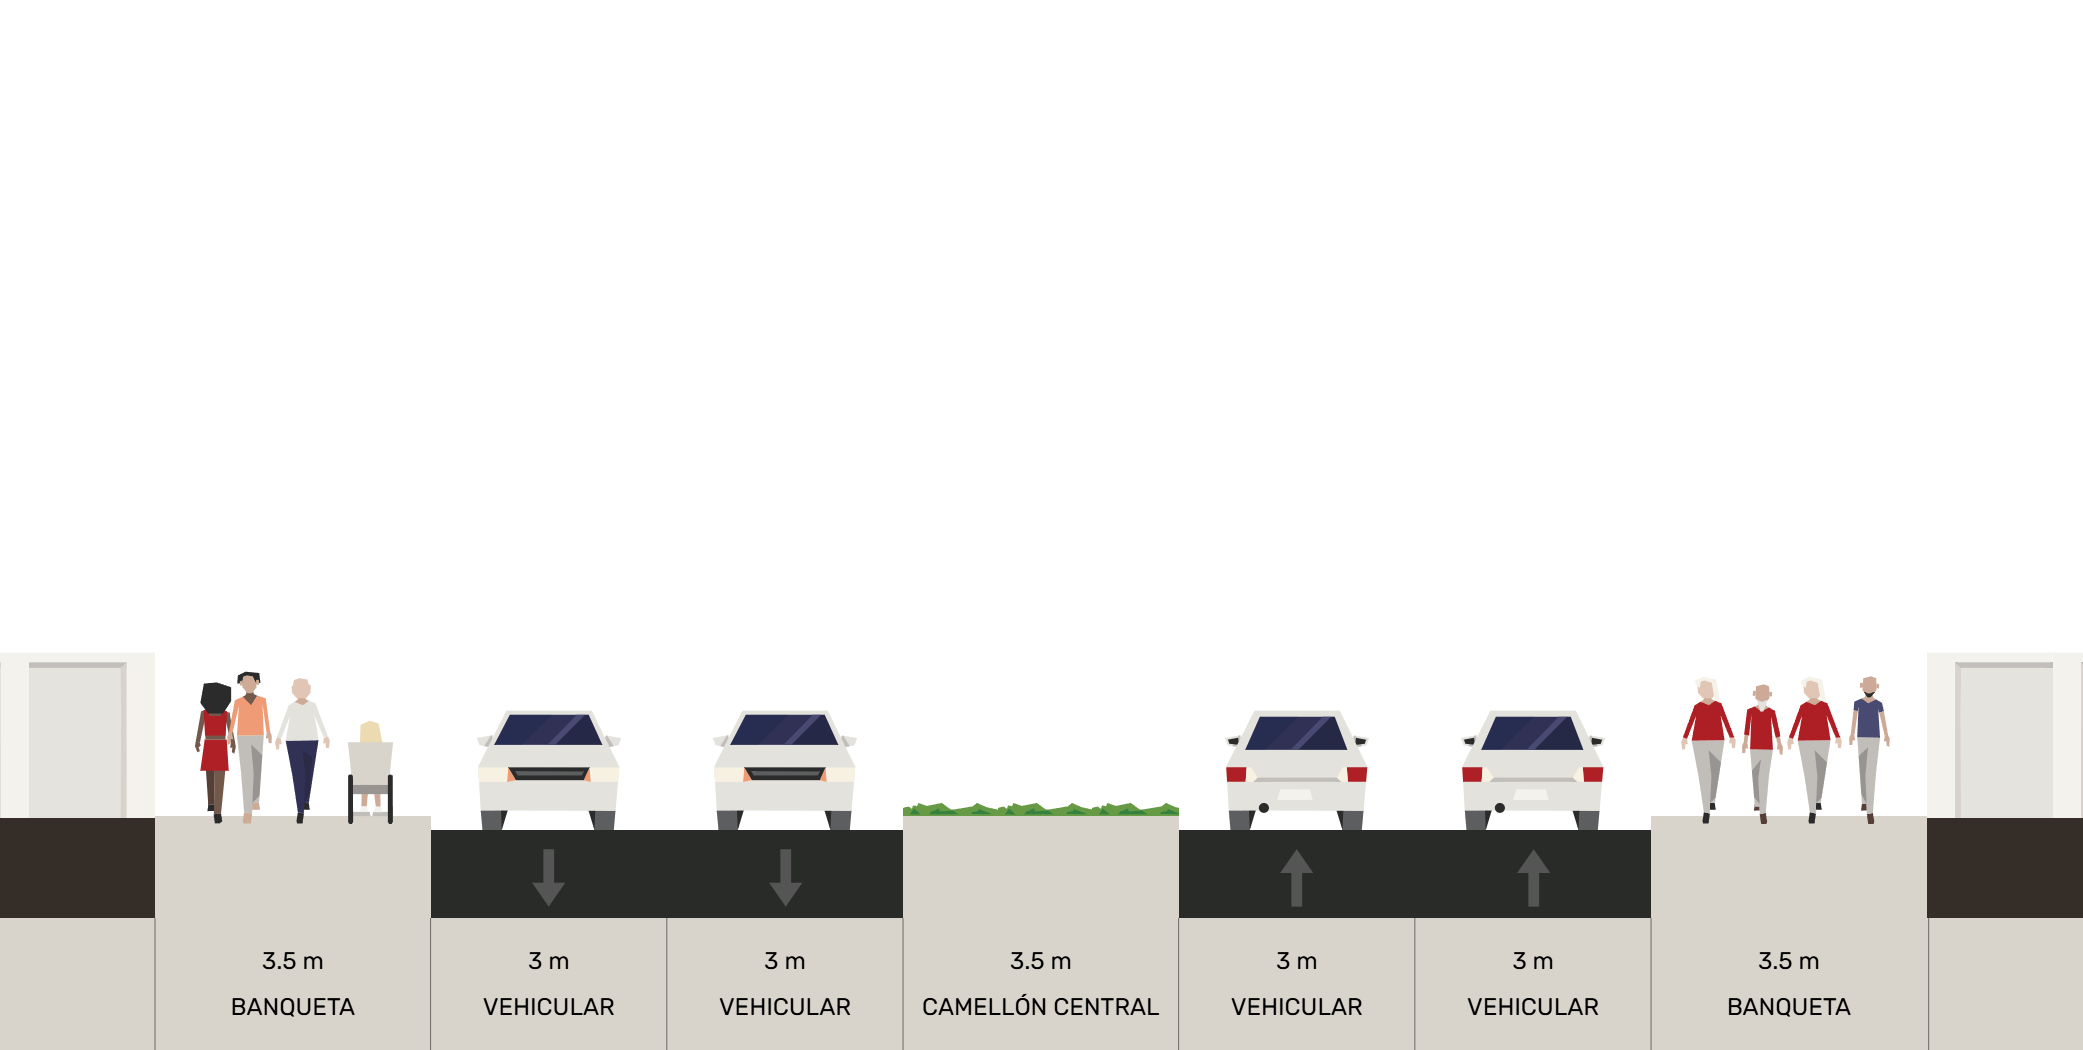 3.5 m
BANQUETA
3 m
VEHICULAR
3 m
VEHICULAR
3.5 m
CAMELLÓN CENTRAL
3 m
VEHICULAR
3 m
VEHICULAR
3.5 m
BANQUETA